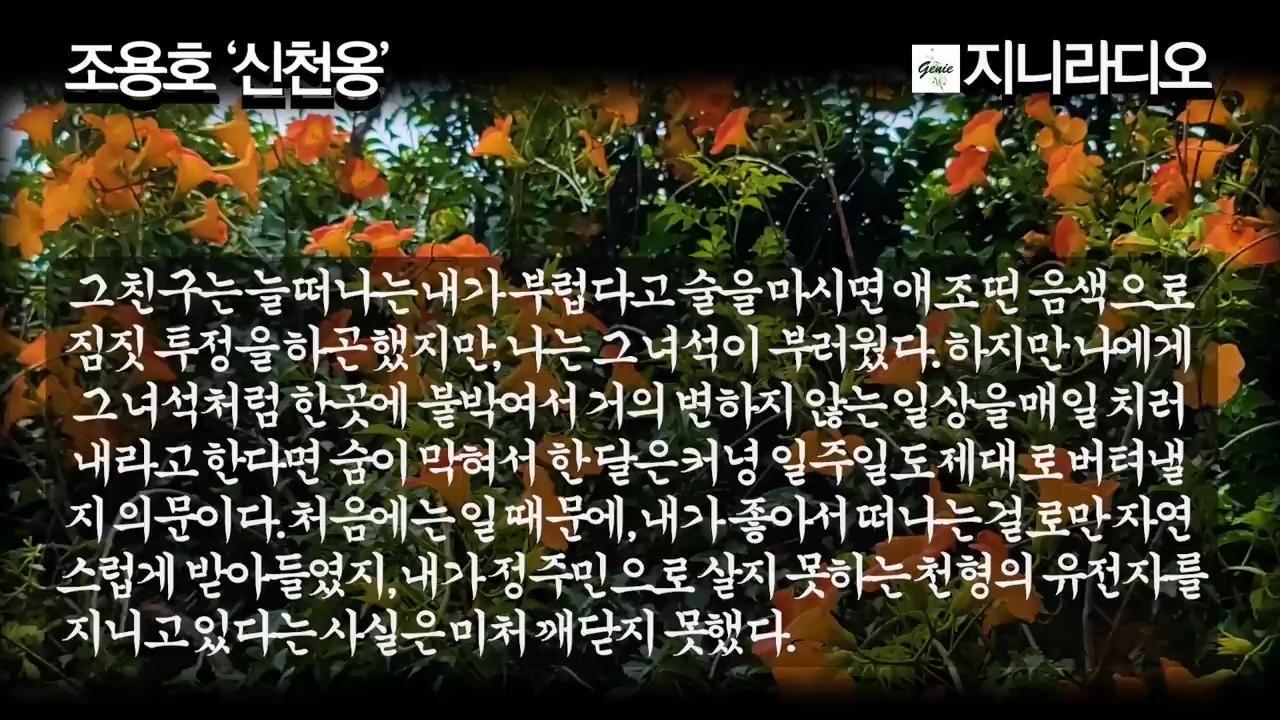 조용호 ‘신천옹’
Genie 지니라디오
그 친구는 늘 떠나는 내가 부럽다고 술을 마시면 애조 띤 음색으로
짐짓 투정을 하곤 했지만, 나는 그 녀석이 부러웠다. 하지만 나에게
그 녀석처럼 한곳에 붙박여서 거의 변하지 않는 일상을 매일 치러
내라고 한다면 숨이 막혀서 한 달은커녕 일주일도 제대로 버텨낼
지 의문이다. 처음에는 일 때문에, 내가 좋아서 떠나는 걸로만 자연
스럽게 받아들였지, 내가 정주민으로 살지 못하는 천형의 유전자를
지니고 있다는 사실은 미처 깨닫지 못했다.